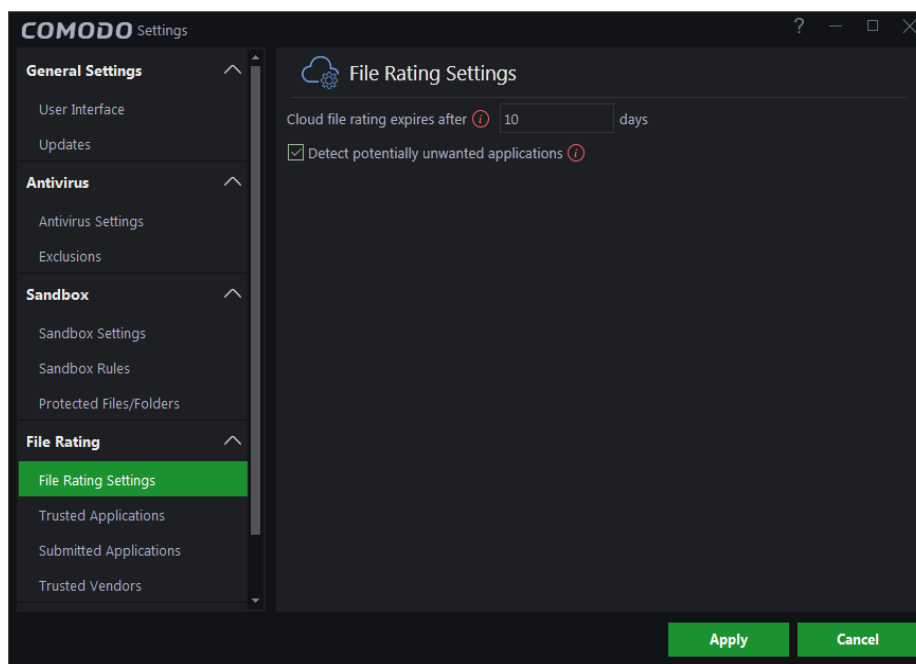 COMODO Settings ?
General Settings
User Interface
Updates
Antivirus
Antivirus Settings
Exclusions
Sandbox
Sandbox Settings
Sandbox Rules
Protected Files/Folders
File Rating
File Rating Settings
Trusted Applications
Submitted Applications
Trusted Vendors
File Rating Settings
Cloud file rating expires after i 10 days
Detect potentially unwanted applications i
Apply Cancel